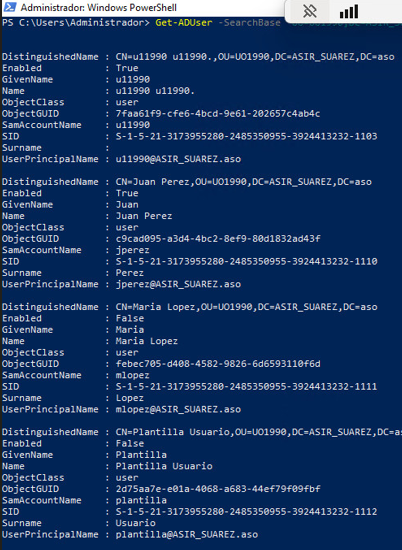 Administrador: Windows PowerShell
PS C:\Users\Administrador> Get-ADUser -SearchBase
DistinguishedName : CN=u11990 u11990.,OU=UO1990,DC=ASIR_SUAREZ,DC=aso
Enabled : True
GivenName : u11990
Name : u11990 u11990.
ObjectClass : user
ObjectGUID : 7faa61f9-cfe6-4bcd-9e61-202657c4ab4c
SamAccountName : u11990
SID : S-1-5-21-3173955280-2485350955-3924413232-1103
Surname :
UserPrincipalName : u11990@ASIR_SUAREZ.aso
DistinguishedName : CN=Juan Perez,OU=UO1990,DC=ASIR_SUAREZ,DC=aso
Enabled : True
GivenName : Juan
Name : Juan Perez
ObjectClass : user
ObjectGUID : c9cad095-a3d4-4bc2-8ef9-80d1832ad43f
SamAccountName : jperez
SID : S-1-5-21-3173955280-2485350955-3924413232-1110
Surname : Perez
UserPrincipalName : jperez@ASIR_SUAREZ.aso
DistinguishedName : CN=Maria Lopez,OU=UO1990,DC=ASIR_SUAREZ,DC=aso
Enabled : False
GivenName : Maria
Name : Maria Lopez
ObjectClass : user
ObjectGUID : febec705-d408-4582-9826-6d6593110f6d
SamAccountName : mlopez
SID : S-1-5-21-3173955280-2485350955-3924413232-1111
Surname : Lopez
UserPrincipalName : mlopez@ASIR_SUAREZ.aso
DistinguishedName : CN=Plantilla Usuario,OU=UO1990,DC=ASIR_SUAREZ,DC=as
Enabled : False
GivenName : Plantilla
Name : Plantilla Usuario
ObjectClass : user
ObjectGUID : 2d75aa7e-e01a-4068-a683-44ef79f09fbf
SamAccountName : plantilla
SID : S-1-5-21-3173955280-2485350955-3924413232-1112
Surname : Usuario
UserPrincipalName : plantilla@ASIR_SUAREZ.aso